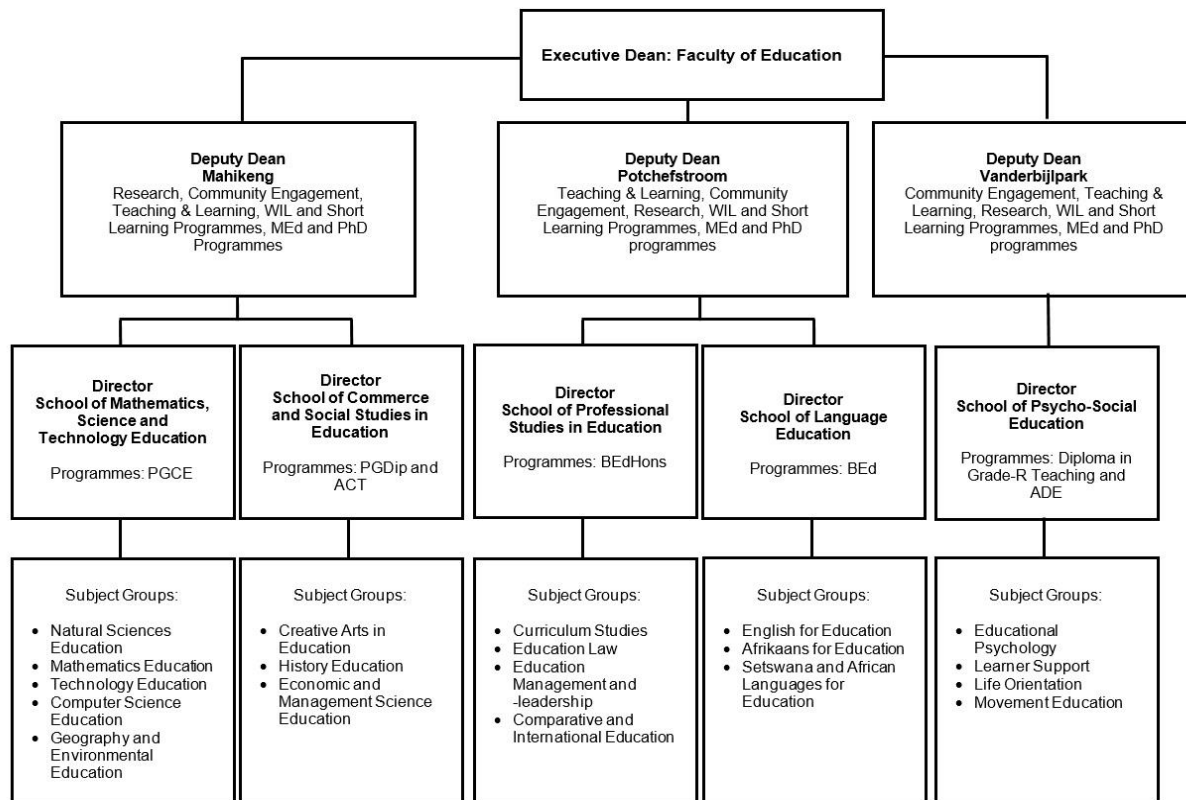 Executive Dean: Faculty of Education
Deputy Dean
Mahikeng
Research, Community Engagement,
Teaching & Learning, WIL and Short
Learning Programmes, MEd and PhD
Programmes
Deputy Dean
Potchefstroom
Teaching & Learning, Community
Engagement, Research, WIL and Short
Learning Programmes, MEd and PhD
programmes
Deputy Dean
Vanderbijlpark
Community Engagement, Teaching &
Learning, Research, WIL and Short
Learning Programmes, MEd and PhD
programmes
Director
School of Mathematics,
Science and
Technology Education
Programmes: PGCE
Director
School of Commerce
and Social Studies in
Education
Programmes: PGDip and
ACT
Director
School of Professional
Studies in Education
Programmes: BEdHons
Director
School of Language
Education
Programmes: BEd
Director
School of Psycho-Social
Education
Programmes: Diploma in
Grade-R Teaching and
ADE
Subject Groups:
• Natural Sciences
Education
• Mathematics Education
• Technology Education
• Computer Science
Education
• Geography and
Environmental
Education
Subject Groups:
• Creative Arts in
Education
• History Education
• Economic and
Management Science
Education
Subject Groups:
• Curriculum Studies
• Education Law
• Education
Management and
-leadership
• Comparative and
International Education
Subject Groups:
• English for Education
• Afrikaans for Education
• Setswana and African
Languages for
Education
Subject Groups:
• Educational
Psychology
• Learner Support
• Life Orientation
• Movement Education